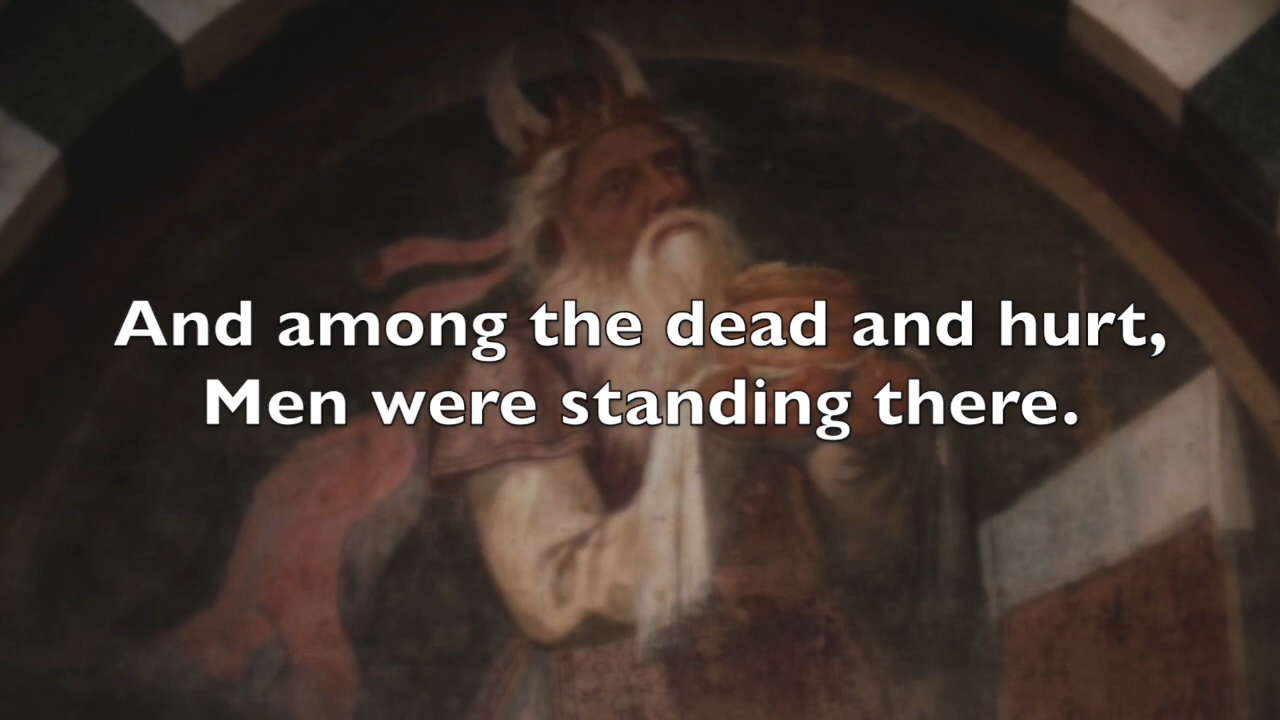 And among the dead and hurt,
Men were standing there.